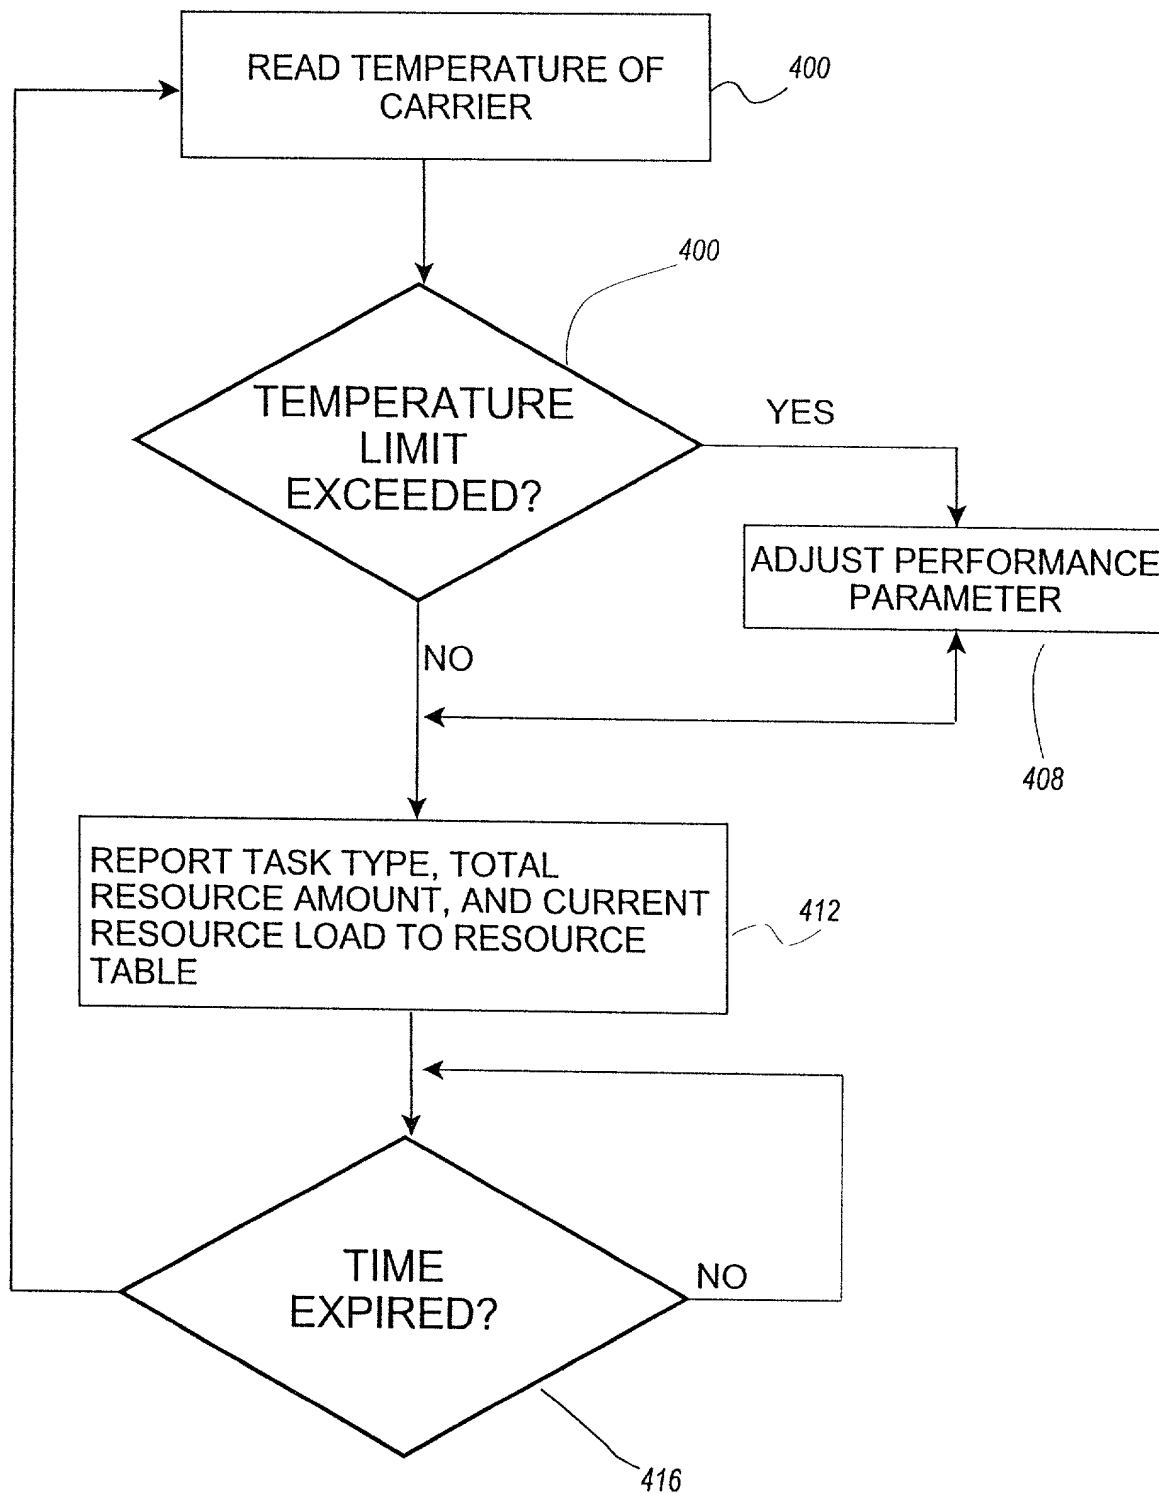 READ TEMPERATURE OF
CARRIER
400
400
TEMPERATURE
LIMIT
EXCEEDED?
YES
ADJUST PERFORMANCE
PARAMETER
NO
408
REPORT TASK TYPE, TOTAL
RESOURCE AMOUNT, AND CURRENT
RESOURCE LOAD TO RESOURCE
TABLE
412
TIME
EXPIRED?
NO
416